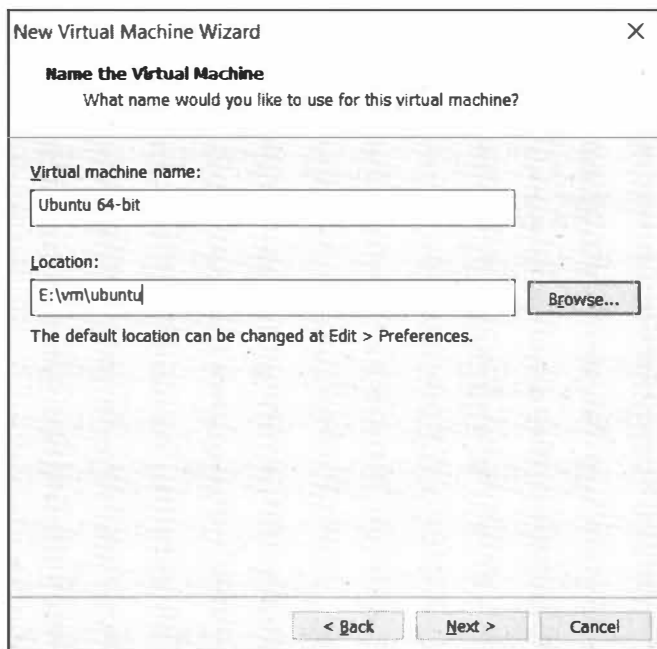 New Virtual Machine Wizard
Name the Virtual Machine
What name would you like to use for this virtual machine?
Virtual machine name:
Ubuntu 64-bit
Location:
E:\vm\ubuntu
Browse...
The default location can be changed at Edit > Preferences.
< Back
Next >
Cancel